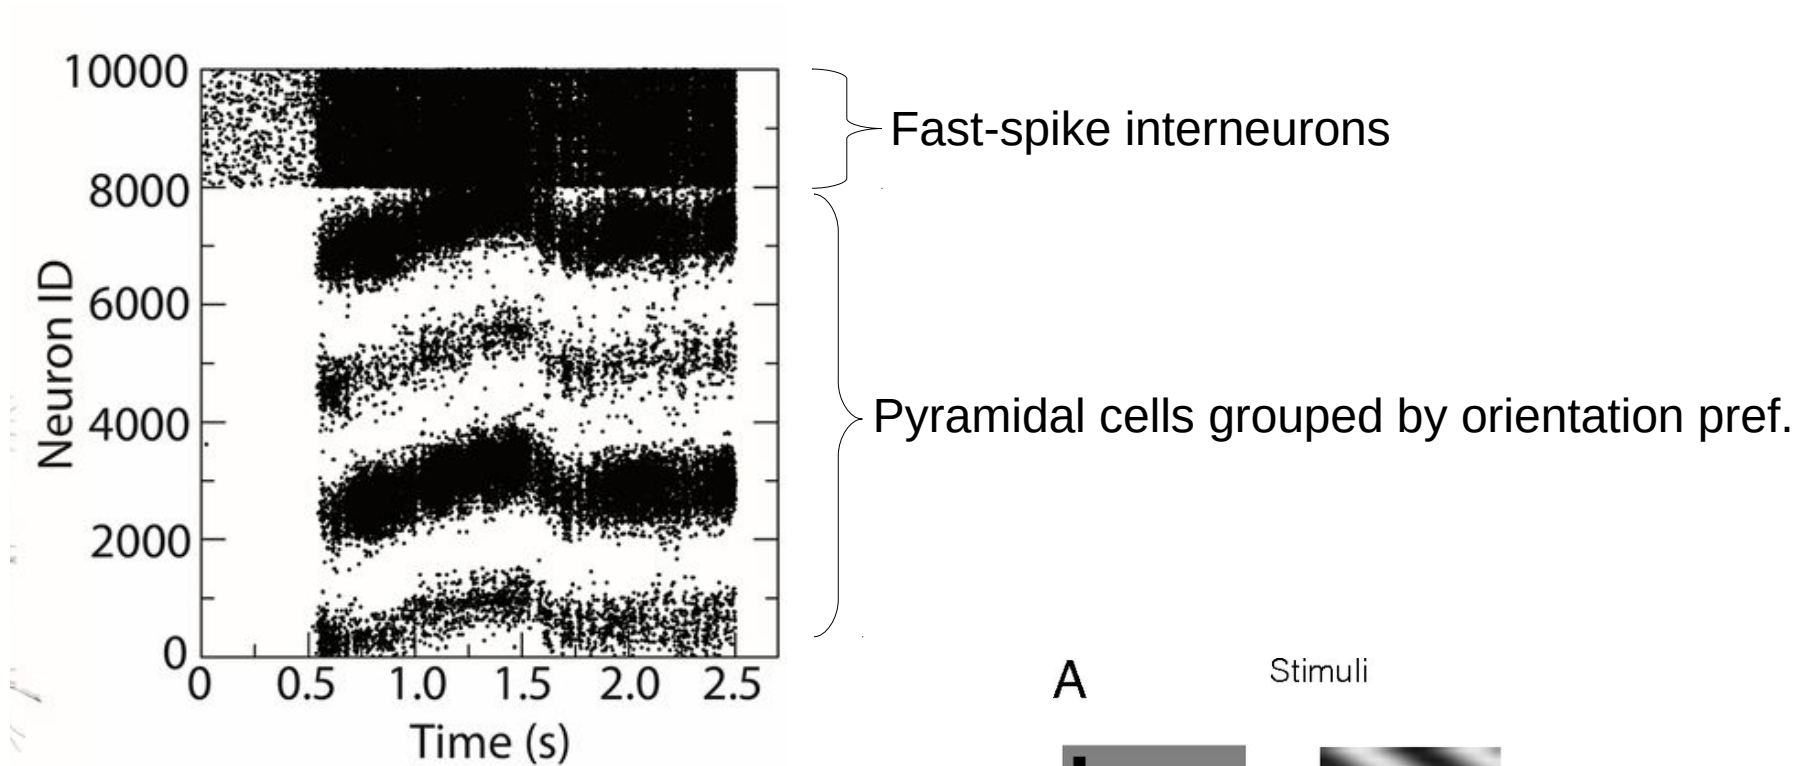 10000
8000
6000
4000
2000
0
Neuron ID
0 0.5 1.0 1.5 2.0 2.5
Time (s)
Fast-spike interneurons
Pyramidal cells grouped by orientation pref.
A
Stimuli